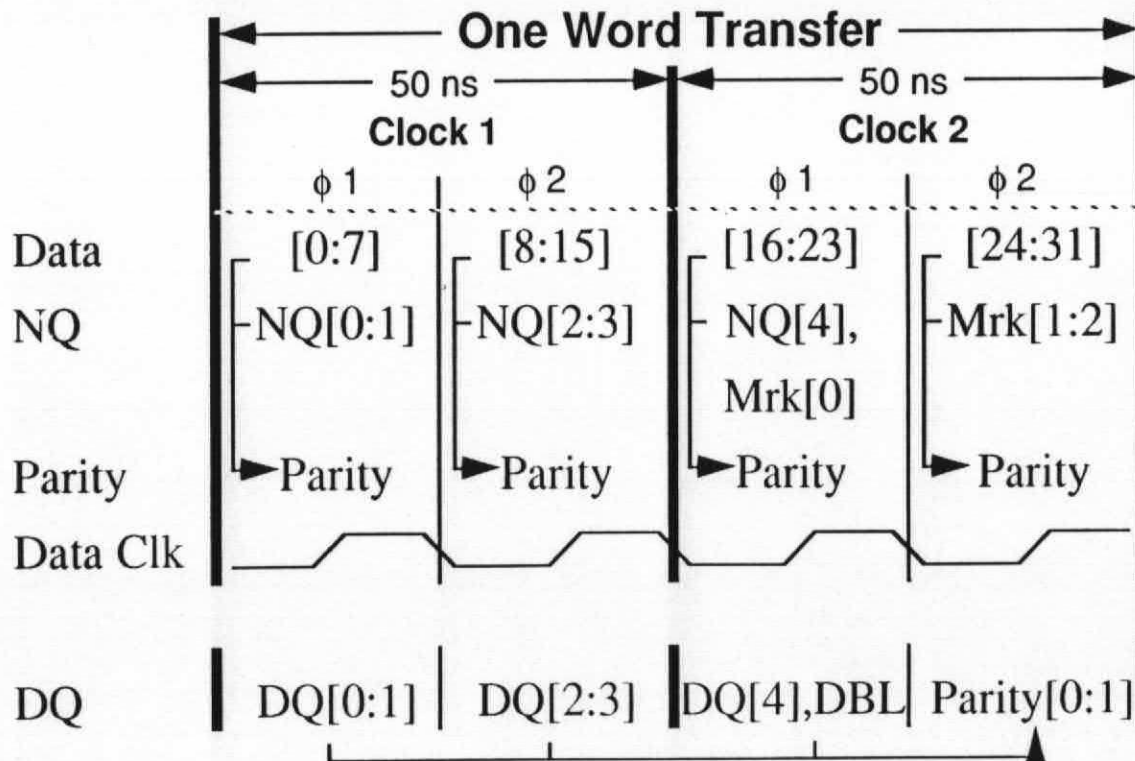 One Word Transfer
50 ns 50 ns
Clock 1 Clock 2
ϕ 1 ϕ 2 ϕ 1 ϕ 2
Data [0:7] [8:15] [16:23] [24:31]
NQ NQ[0:1] NQ[2:3] NQ[4], Mrk[1:2]
Mrk[0]
Parity Parity Parity Parity Parity
Data Clk
DQ DQ[0:1] DQ[2:3] DQ[4],DBL Parity[0:1]